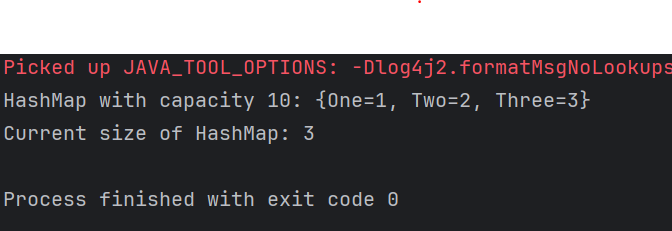 Picked up JAVA_TOOL_OPTIONS: -Dlog4j2.formatMsgNoLookups
HashMap with capacity 10: {One=1, Two=2, Three=3}
Current size of HashMap: 3
Process finished with exit code 0